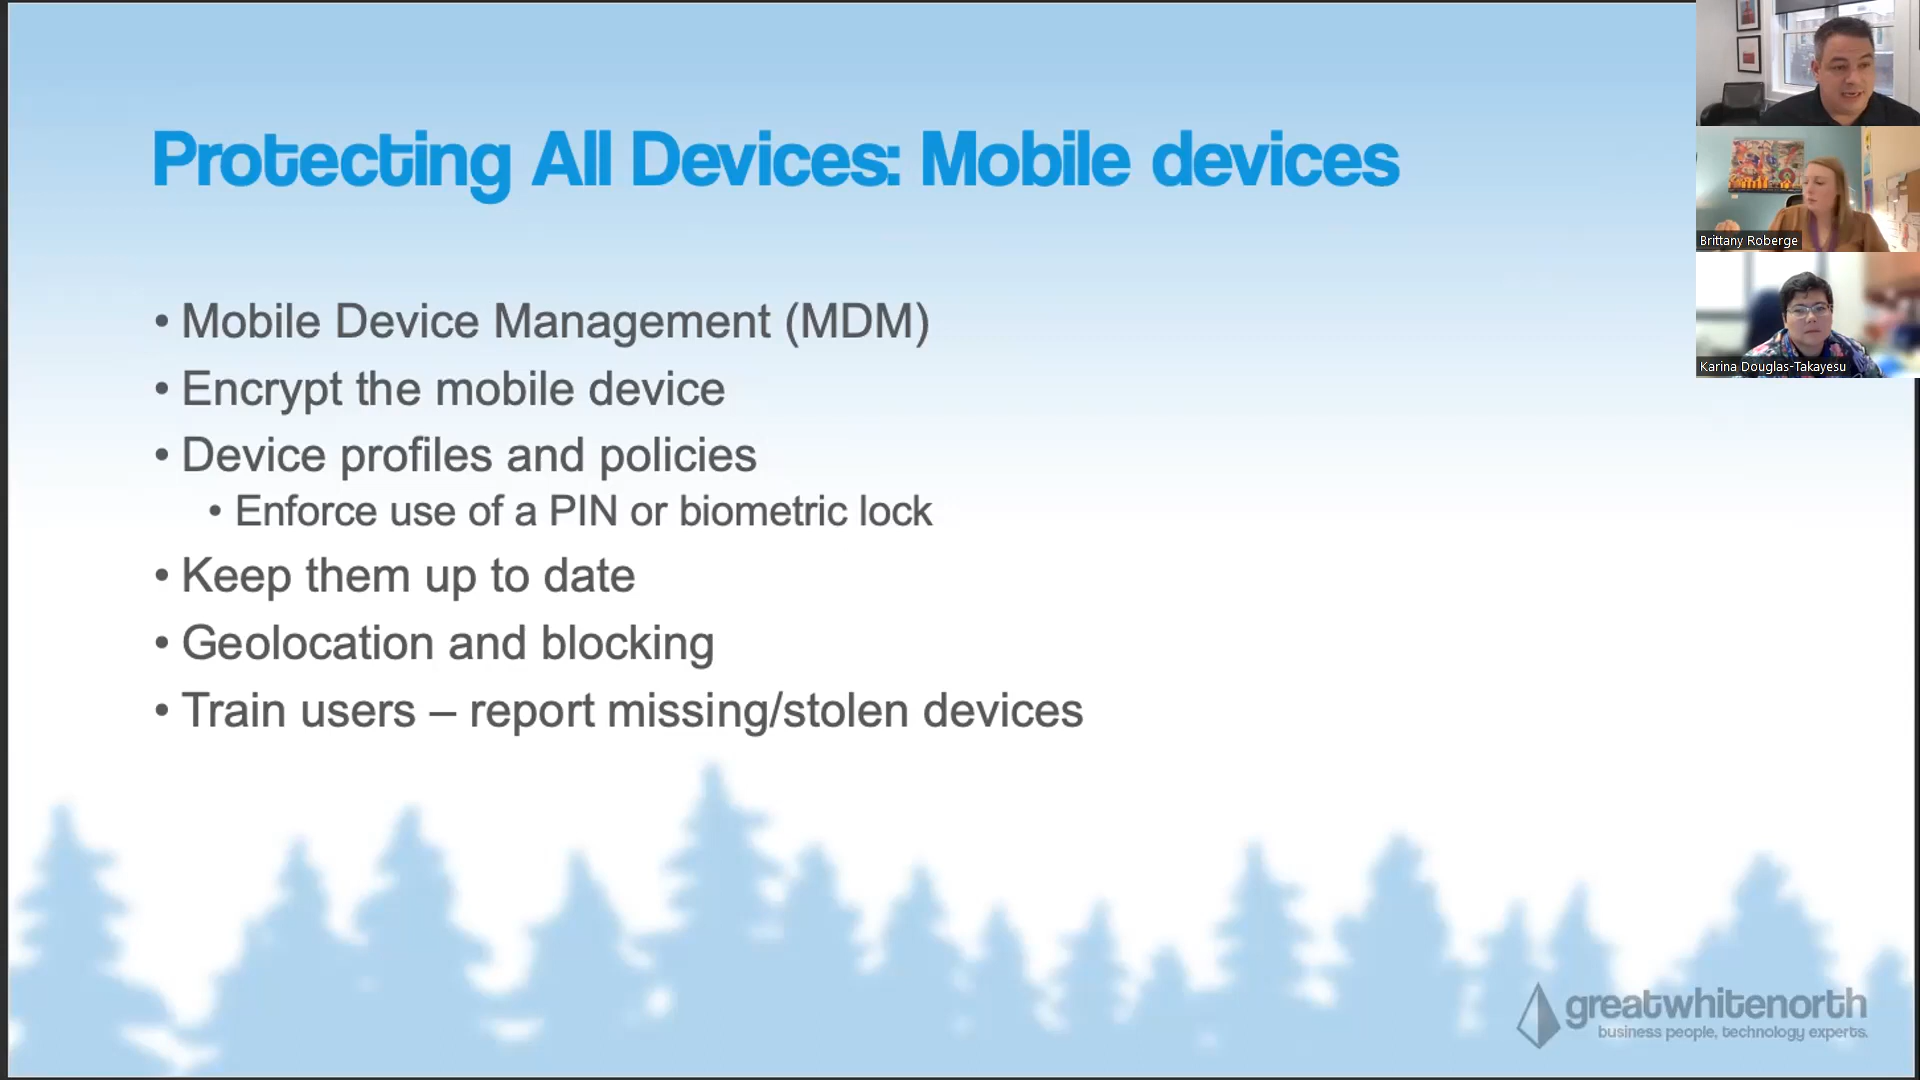 Protecting All Devices: Mobile devices
• Mobile Device Management (MDM)
• Encrypt the mobile device
• Device profiles and policies
• Enforce use of a PIN or biometric lock
• Keep them up to date
• Geolocation and blocking
• Train users – report missing/stolen devices
Brittany Roberge
Karina Douglas-Takayesu
greatwhitenorth
business people, technology experts.